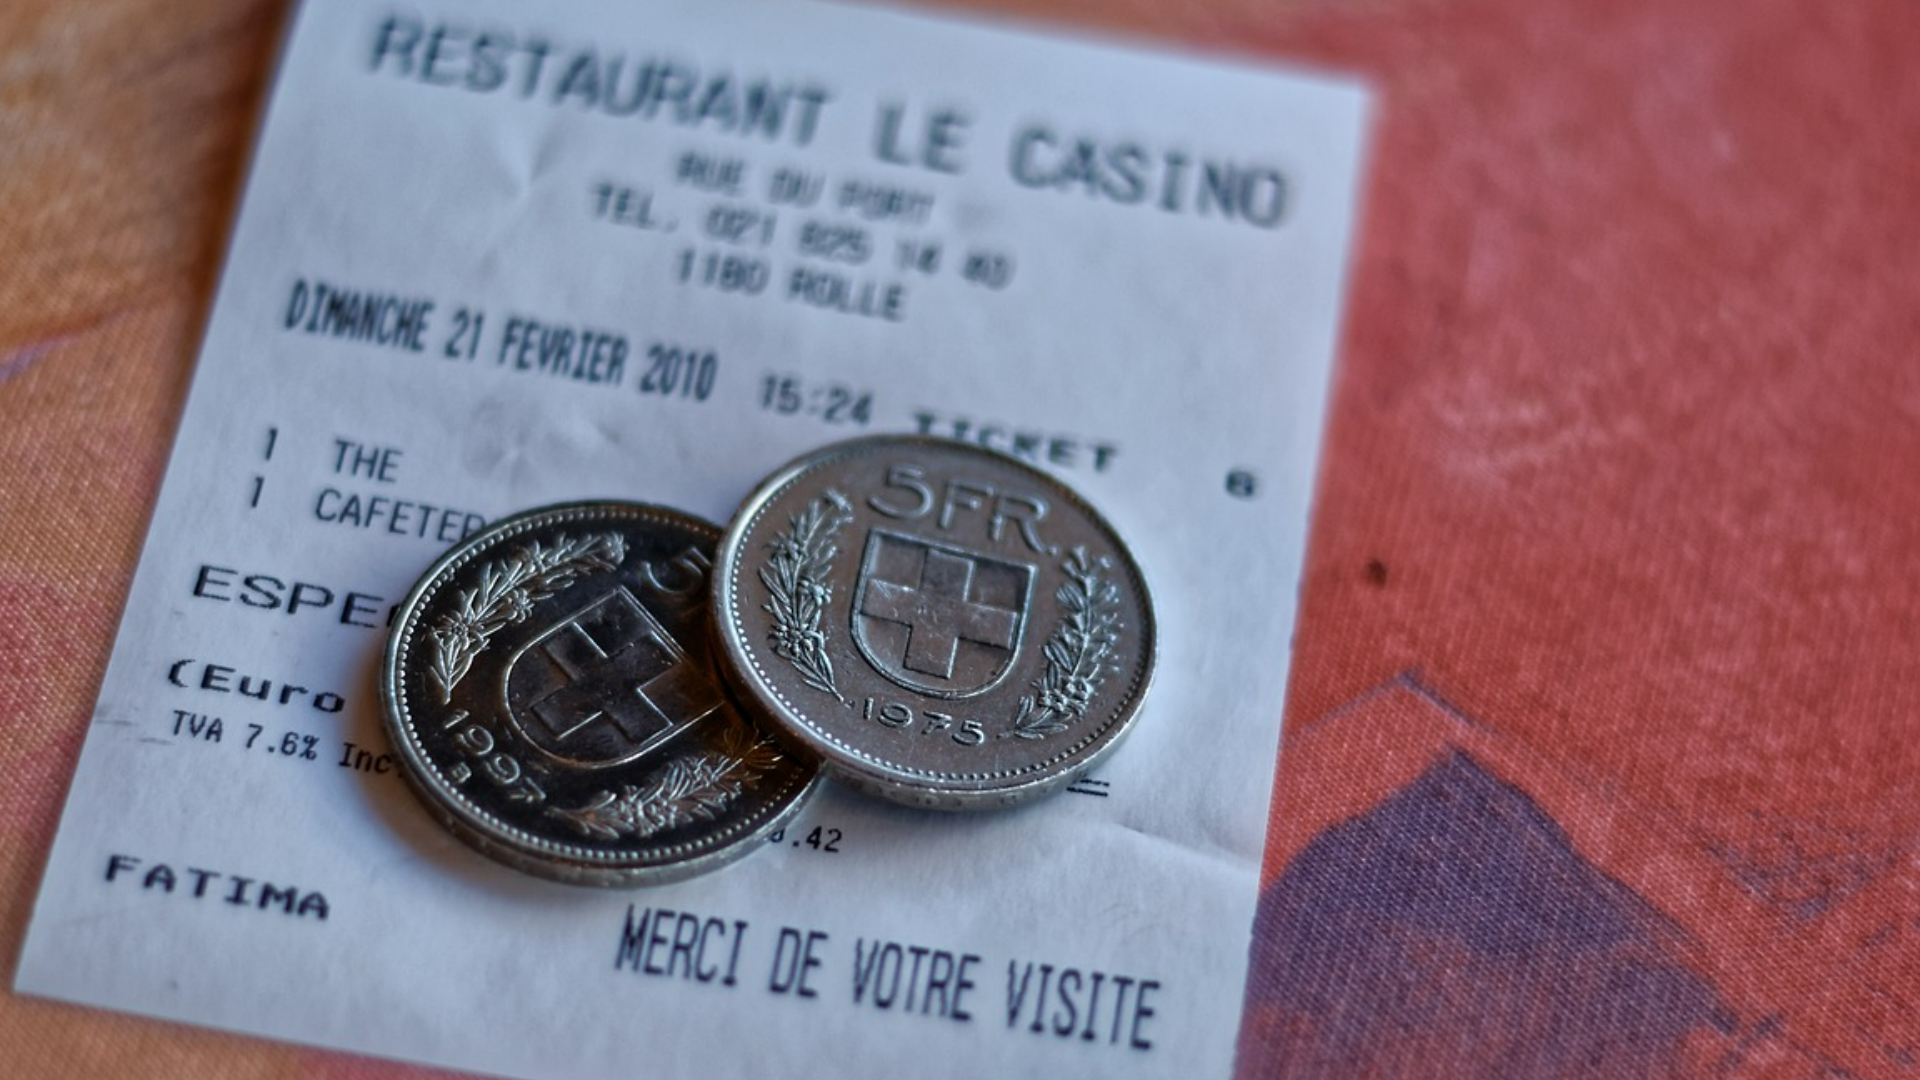 RESTAURANT LE CASINO
RUE DU PORT
TEL. 021 825 14 40
1180 ROLLE
DIMANCHE 21 FEVRIER 2010 15:24 TICKET 6
1 THE
1 CAFETER
ESPE
(Euro
TVA 7.6% Inc
.42
FATIMA
MERCI DE VOTRE VISITE
5
1997
B
5FR.
1975